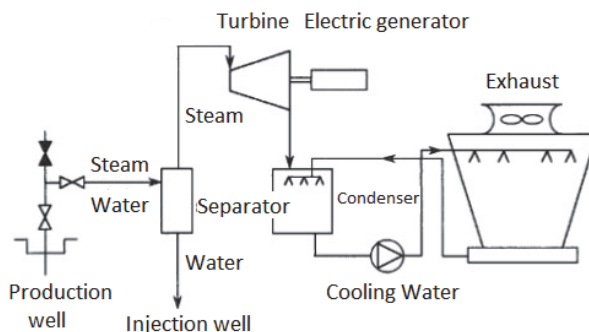 Turbine Electric generator
Exhaust
Steam
Steam
Water
Separator
Condenser
Water
Cooling Water
Production
well
Injection well